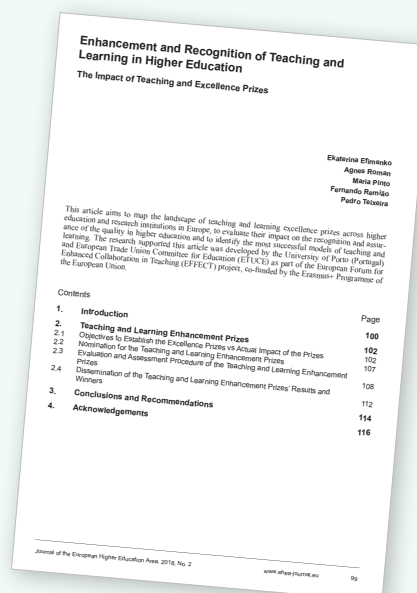 Enhancement and Recognition of Teaching and
Learning in Higher Education
The Impact of Teaching and Excellence Prizes
Ekaterina Efimenko
Agnes Roman
Maria Pinto
Fernando Remião
Pedro Teixeira
This article aims to map the landscape of teaching and learning excellence prizes across higher
education and research institutions in Europe, to evaluate their impact on the recognition and assur-
ance of the quality in higher education and to identify the most successful models of teaching and
learning. The research supported this article was developed by the University of Porto (Portugal)
and European Trade Union Committee for Education (ETUCE) as part of the European Forum for
Enhanced Collaboration in Teaching (EFFECT) project, co-funded by the Erasmus+ Programme of
the European Union.
Contents Page
1. Introduction 100
2. Teaching and Learning Enhancement Prizes 102
2.1 Objectives to Establish the Excellence Prizes vs Actual Impact of the Prizes 102
2.2 Nomination for the Teaching and Learning Enhancement Prizes 107
2.3 Evaluation and Assessment Procedure of the Teaching and Learning Enhancement
Prizes 108
2.4 Dissemination of the Teaching and Learning Enhancement Prizes' Results and
Winners 112
3. Conclusions and Recommendations 114
4. Acknowledgements 116
Journal of the European Higher Education Area, 2018, No. 2 www.ehea-journal.eu 99